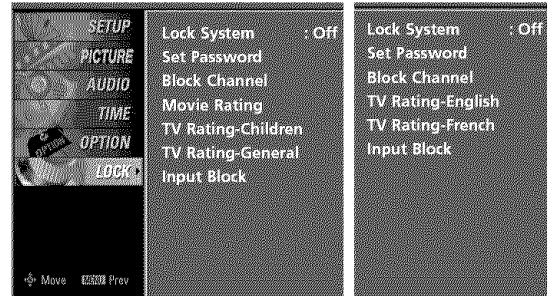 SETUP
PICTURE
AUDIO
TIME
OPTION
OPTION
LOCK
Move MENU Prev
Lock System : Off
Set Password
Block Channel
Movie Rating
TV Rating-Children
TV Rating-General
Input Block
Lock System : Off
Set Password
Block Channel
TV Rating-English
TV Rating-French
Input Block